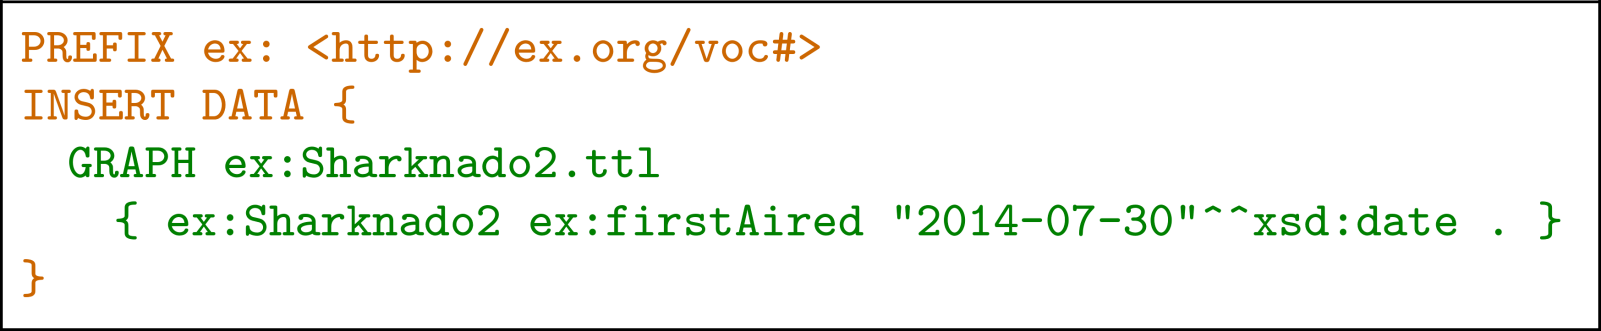 PREFIX ex: <http://ex.org/voc#>
INSERT DATA {
GRAPH ex:Sharknado2.ttl
{ ex:Sharknado2 ex:firstAired "2014-07-30"^^xsd:date . }
}